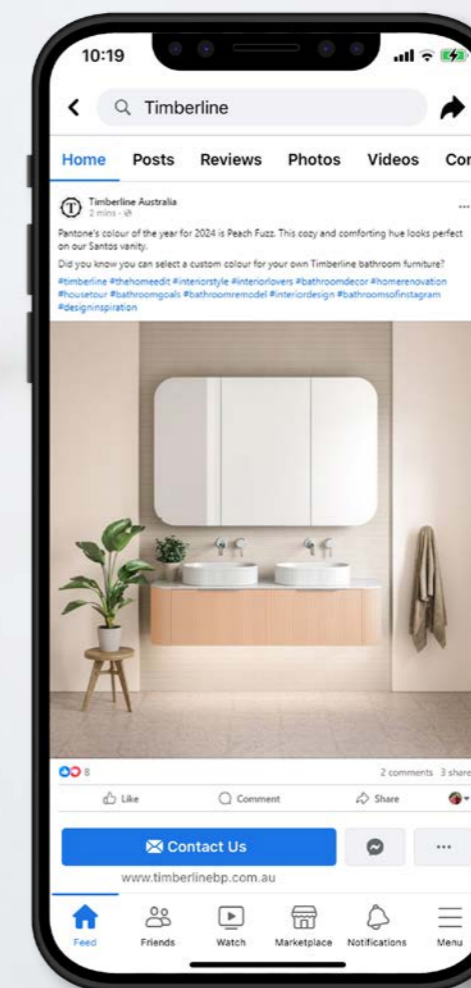 10:19
Timberline
Home Posts Reviews Photos Videos Cor
T Timberline Australia
2 mins
Pantone's colour of the year for 2024 is Peach Fuzz. This cozy and comforting hue looks perfect
on our Santos vanity.
Did you know you can select a custom colour for your own Timberline bathroom furniture?
#timberline #thehomeedit #interiorstyle #interiorlovers #bathroomdecor #homerenovation
#housetour #bathroomgoals #bathroomremodel #interiordesign #bathroomsofinstagram
#designinspiration
8 2 comments 3 share
Like Comment Share
Contact Us
www.timberlinebp.com.au
Feed Friends Watch Marketplace Notifications Menu